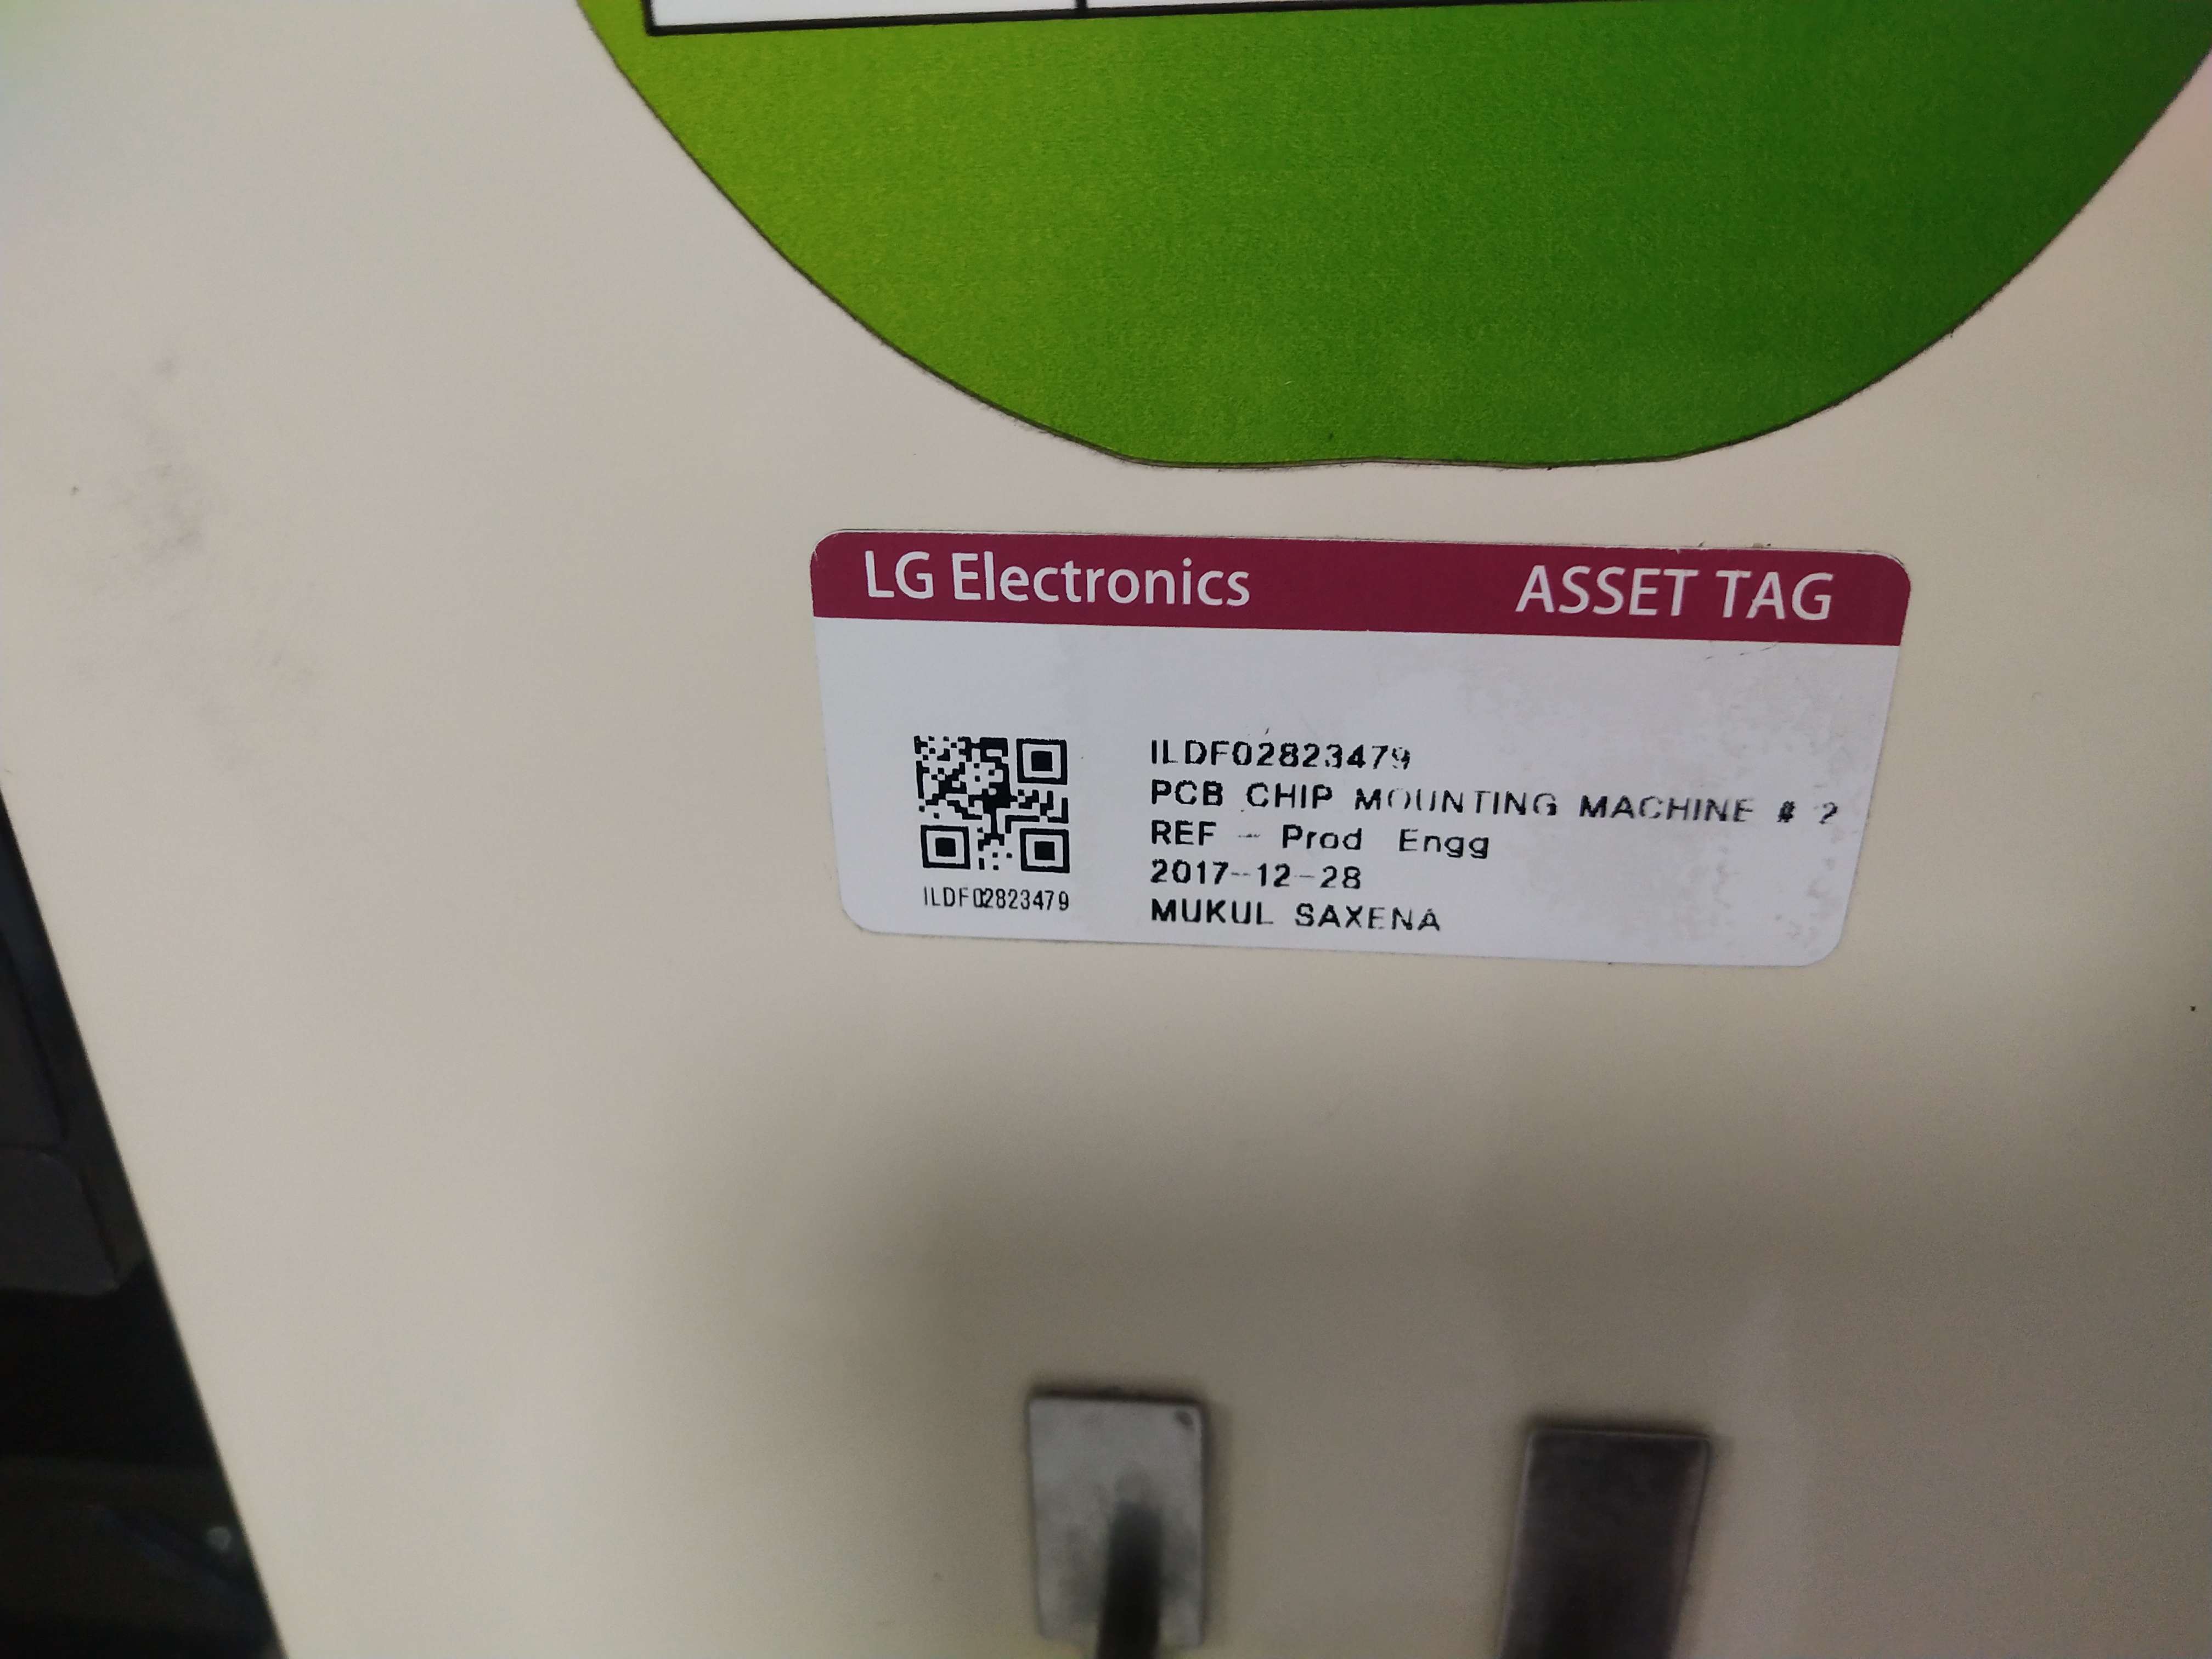 LG Electronics ASSET TAG
ILDF02823479
PCB CHIP MOUNTING MACHINE # 2
REF - Prod Engg
2017-12-28
MUKUL SAXENA
ILDF02823479